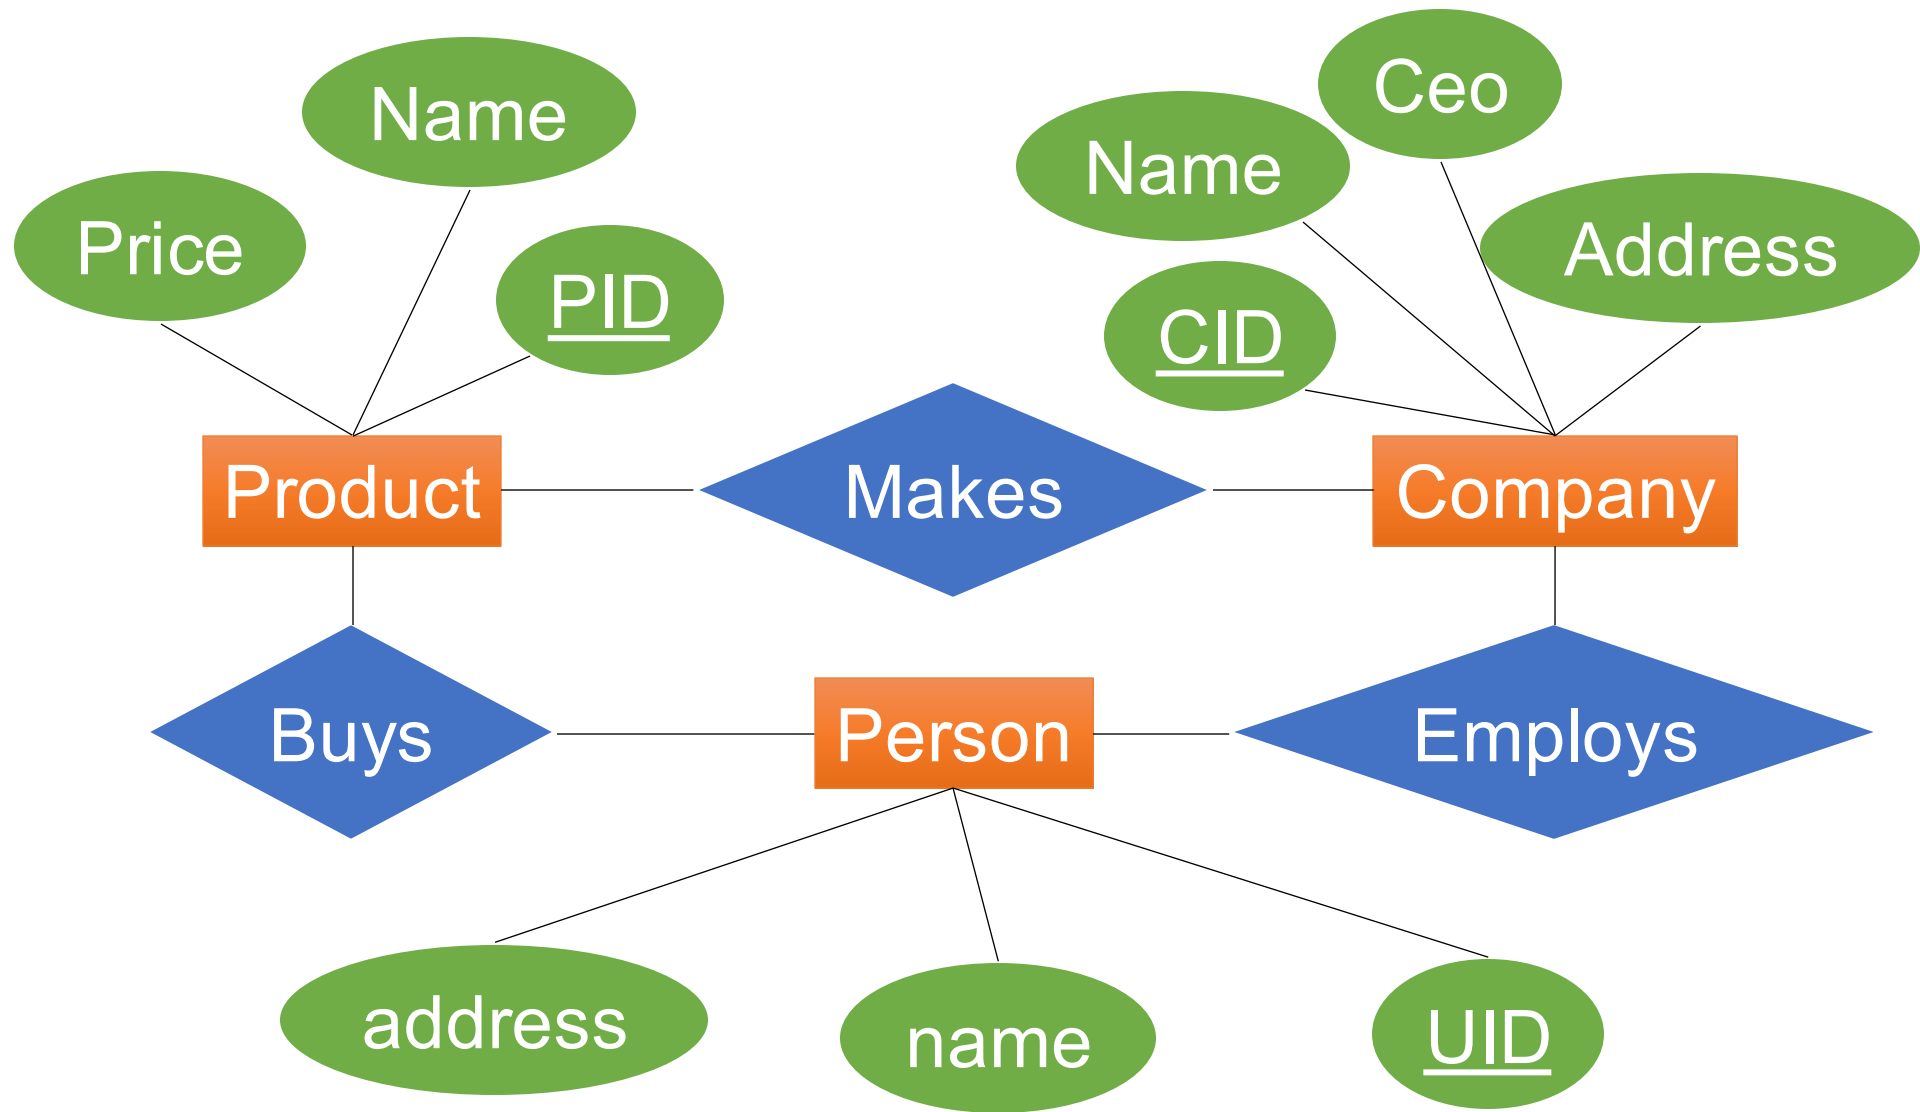 Ceo
Name
Name
Price
Address
PID
CID
Product
Makes
Company
Buys
Person
Employs
address
name
UID